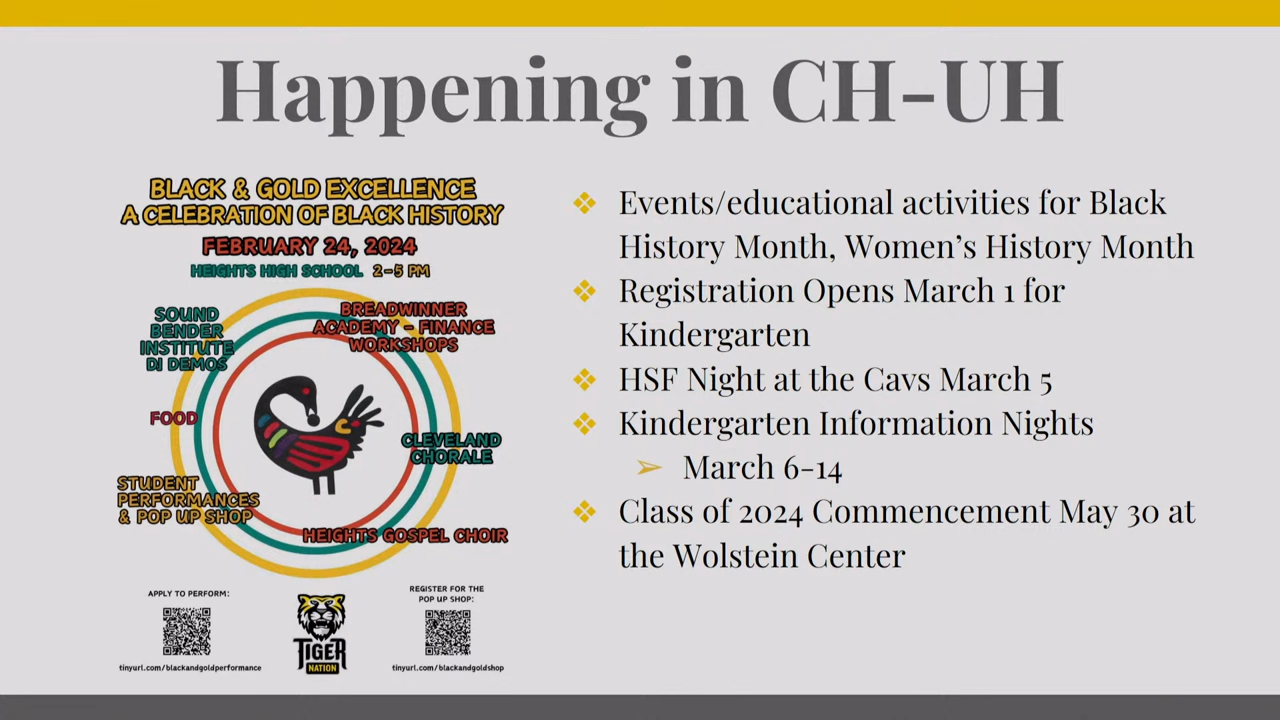 Happening in CH-UH
BLACK & GOLD EXCELLENCE
A CELEBRATION OF BLACK HISTORY
FEBRUARY 24, 2024
HEIGHTS HIGH SCHOOL 2-5 PM
SOUND
BENDER
INSTITUTE
DJ DEMOS
BREADWINNER
ACADEMY - FINANCE
WORKSHOPS
FOOD
CLEVELAND
CHORALE
STUDENT
PERFORMANCES
& POP UP SHOP
HEIGHTS GOSPEL CHOIR
APPLY TO PERFORM:
tinyurl.com/blackandgoldperformance
TIGER
NATION
REGISTER FOR THE
POP UP SHOP:
tinyurl.com/blackandgoldshop
❖ Events/educational activities for Black
History Month, Women’s History Month
❖ Registration Opens March 1 for
Kindergarten
❖ HSF Night at the Cavs March 5
❖ Kindergarten Information Nights
➢ March 6-14
❖ Class of 2024 Commencement May 30 at
the Wolstein Center